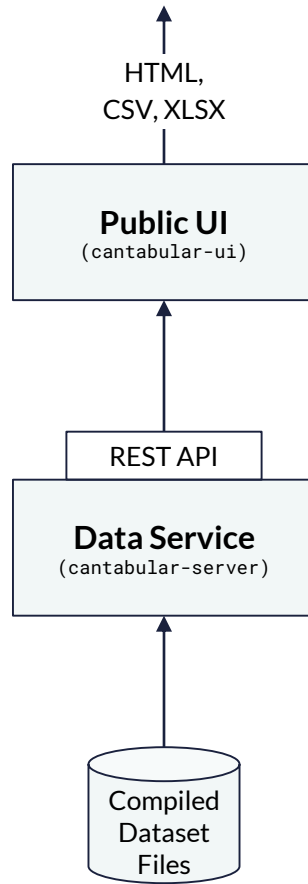 HTML,
CSV, XLSX
Public UI
(cantabular-ui)
REST API
Data Service
(cantabular-server)
Compiled
Dataset
Files